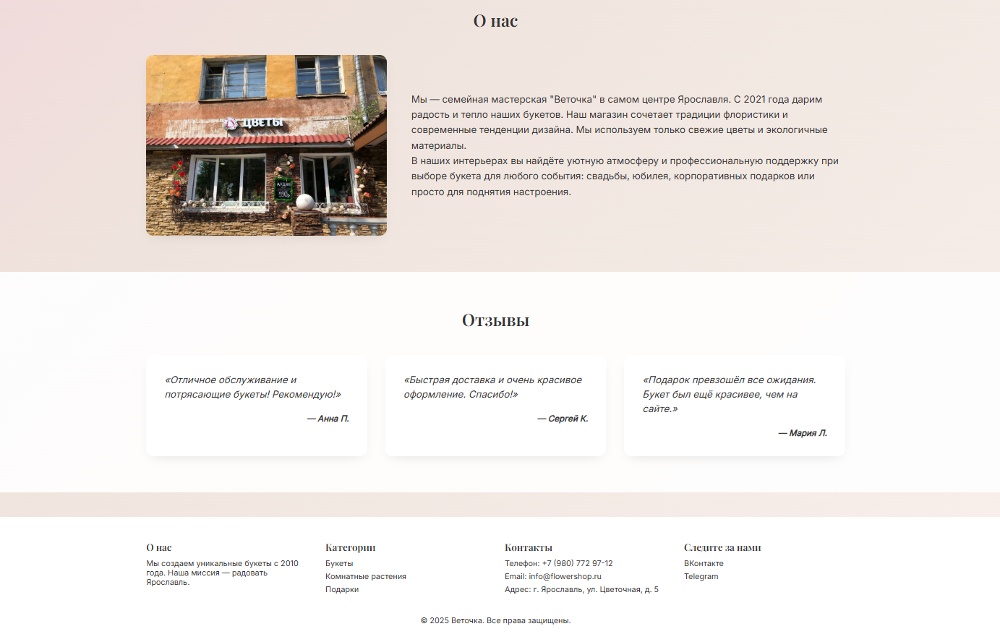 О нас
ЦВЕТЫ
АКЦИЯ
990р
Мы — семейная мастерская "Веточка" в самом центре Ярославля. С 2021 года дарим
радость и тепло наших букетов. Наш магазин сочетает традиции флористики и
современные тенденции дизайна. Мы используем только свежие цветы и экологичные
материалы.
В наших интерьерах вы найдёте уютную атмосферу и профессиональную поддержку при
выборе букета для любого события: свадьбы, юбилея, корпоративных подарков или
просто для поднятия настроения.
Отзывы
«Отличное обслуживание и
потрясающие букеты! Рекомендую!»
— Анна П.
«Быстрая доставка и очень красивое
оформление. Спасибо!»
— Сергей К.
«Подарок превзошёл все ожидания.
Букет был ещё красивее, чем на
сайте.»
— Мария Л.
О нас
Мы создаем уникальные букеты с 2010
года. Наша миссия — радовать
Ярославль.
Категории
Букеты
Комнатные растения
Подарки
Контакты
Телефон: +7 (980) 772 97-12
Email: info@flowershop.ru
Адрес: г. Ярославль, ул. Цветочная, д. 5
Следите за нами
ВКонтакте
Telegram
© 2025 Веточка. Все права защищены.